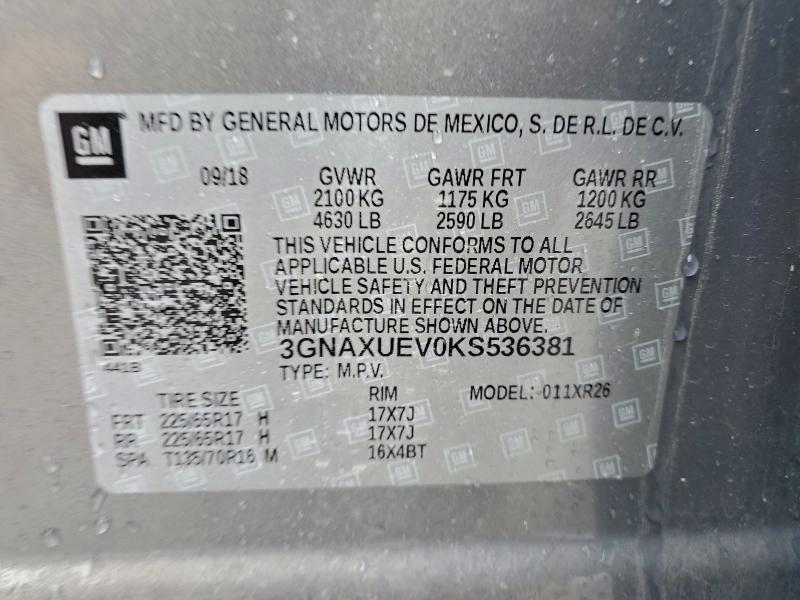 GM MFD BY GENERAL MOTORS DE MEXICO, S. DE R.L. DE C.V.
09/18 GVWR GAWR FRT GAWR RR
2100 KG 1175 KG 1200 KG
4630 LB 2590 LB 2645 LB
THIS VEHICLE CONFORMS TO ALL
APPLICABLE U.S. FEDERAL MOTOR
VEHICLE SAFETY AND THEFT PREVENTION
STANDARDS IN EFFECT ON THE DATE OF
MANUFACTURE SHOWN ABOVE.
3GNAXUEV0KS536381
441B
TYPE: M.P.V.
TIRE SIZE RIM MODEL: 011XR26
FRT 225/65R17 H 17X7J
RR 225/65R17 H 17X7J
SPA T135/70R16 M 16X4BT